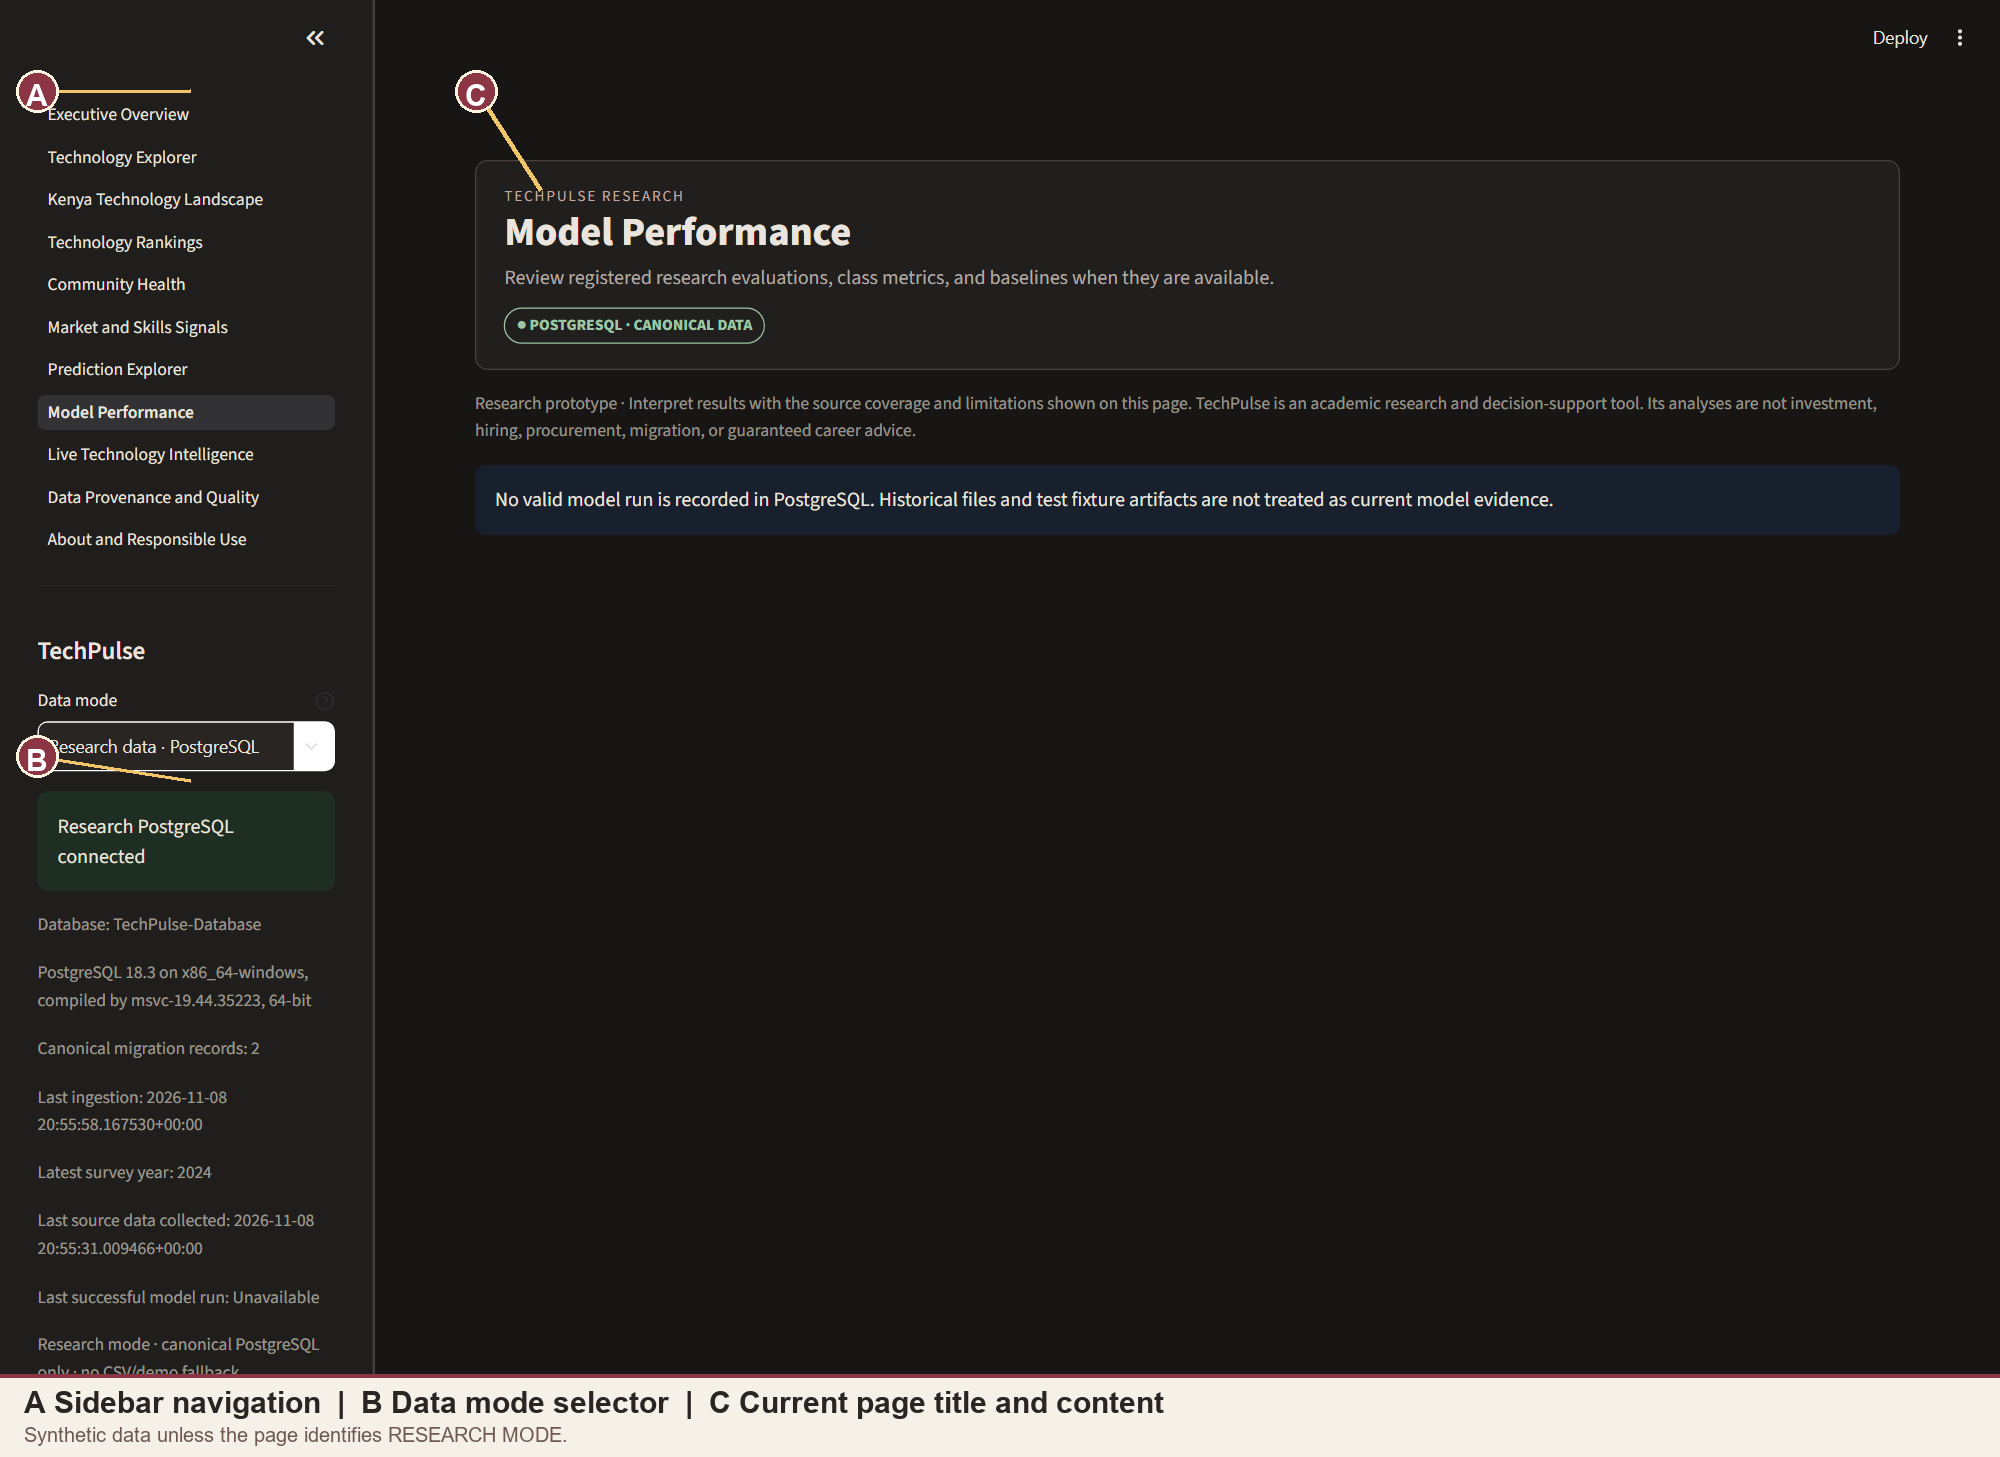 Deploy
A
C
Executive Overview
Technology Explorer
Kenya Technology Landscape
Technology Rankings
Community Health
Market and Skills Signals
Prediction Explorer
Model Performance
Live Technology Intelligence
Data Provenance and Quality
About and Responsible Use
TechPulse
Data mode
B
Research data · PostgreSQL
Research PostgreSQL
connected
Database: TechPulse-Database
PostgreSQL 18.3 on x86_64-windows,
compiled by msvc-19.44.35223, 64-bit
Canonical migration records: 2
Last ingestion: 2026-11-08
20:55:58.167530+00:00
Latest survey year: 2024
Last source data collected: 2026-11-08
20:55:31.009466+00:00
Last successful model run: Unavailable
Research mode · canonical PostgreSQL
only · no CSV/demo fallback
TECHPULSE RESEARCH
Model Performance
Review registered research evaluations, class metrics, and baselines when they are available.
POSTGRESQL · CANONICAL DATA
Research prototype · Interpret results with the source coverage and limitations shown on this page. TechPulse is an academic research and decision-support tool. Its analyses are not investment,
hiring, procurement, migration, or guaranteed career advice.
No valid model run is recorded in PostgreSQL. Historical files and test fixture artifacts are not treated as current model evidence.
A Sidebar navigation | B Data mode selector | C Current page title and content
Synthetic data unless the page identifies RESEARCH MODE.